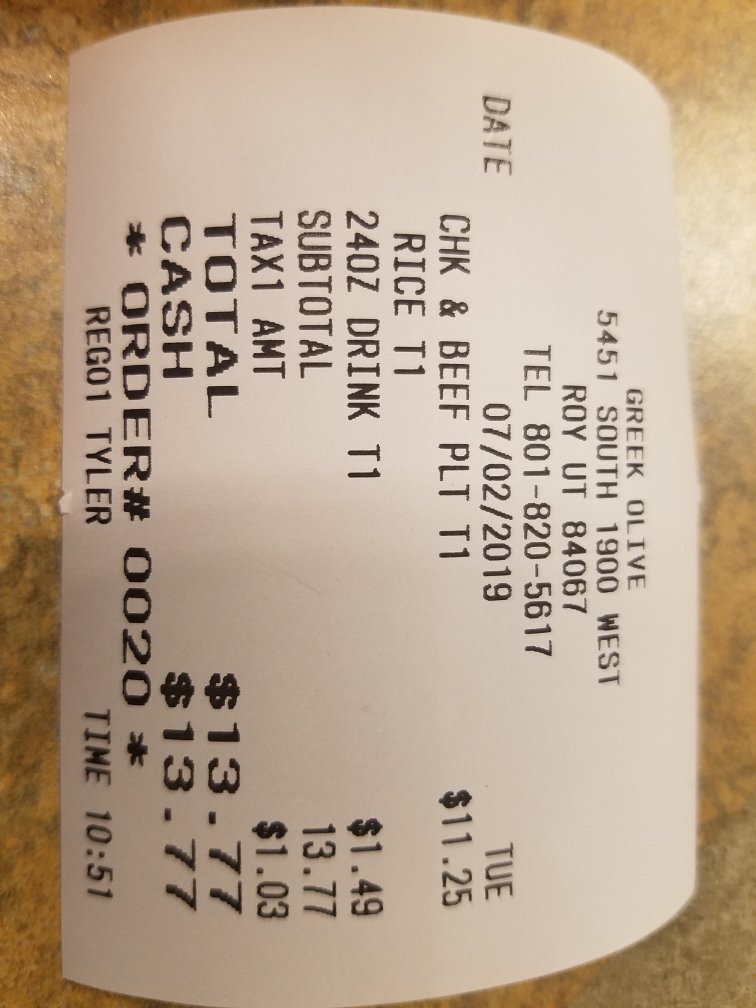 GREEK OLIVE
5451 SOUTH 1900 WEST
ROY UT 84067
TEL 801-820-5617
DATE 07/02/2019 TUE
CHK & BEEF PLT T1 $11.25
RICE T1
24OZ DRINK T1 $1.49
SUBTOTAL 13.77
TAX1 AMT $1.03
TOTAL $13.77
CASH $13.77
* ORDER# 0020 *
REG01 TYLER TIME 10:51